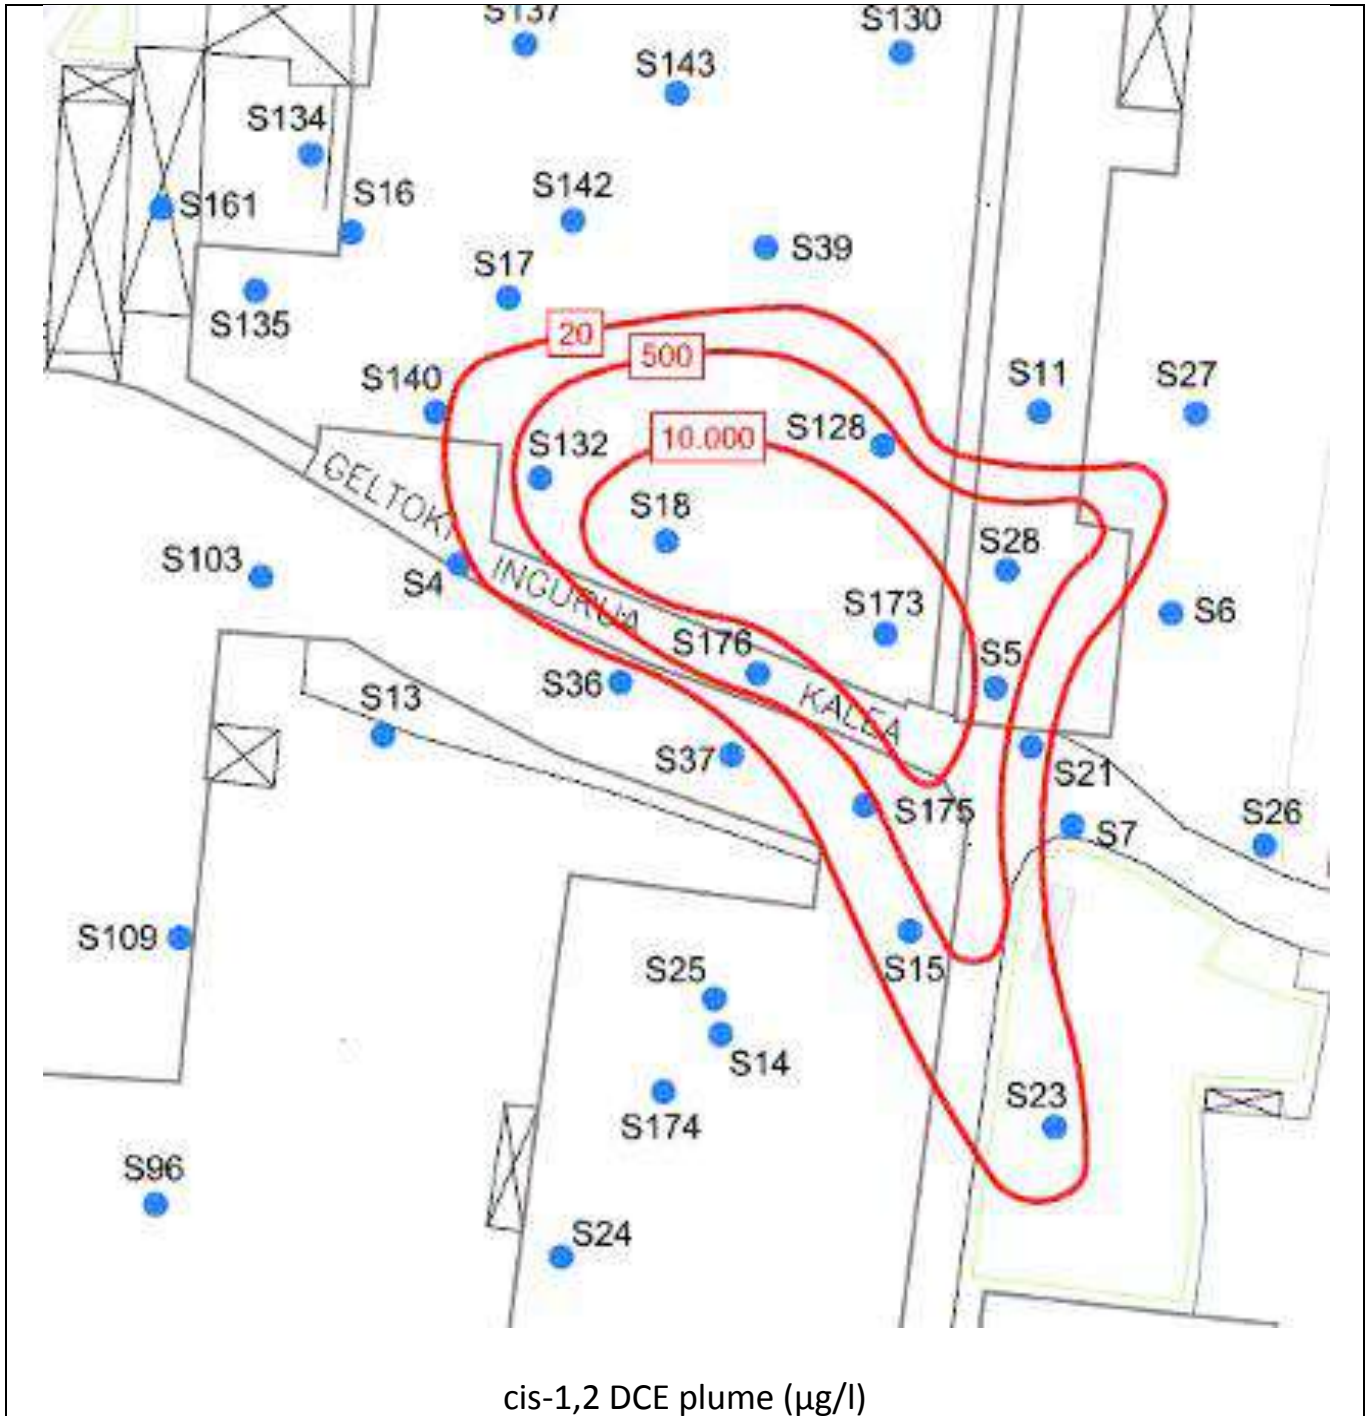 S137
S130
S143
S134
S142
S16
S161
S39
S17
S135
20
500
S11
S27
S140
S128
10.000
S132
S18
GELTOKI
S28
S103
S4
INGURUA
S173
S6
S176
S5
S36
KALEA
S13
S37
S21
S175
S26
S7
S109
S15
S25
S14
S23
S174
S96
S24
cis-1,2 DCE plume (µg/l)